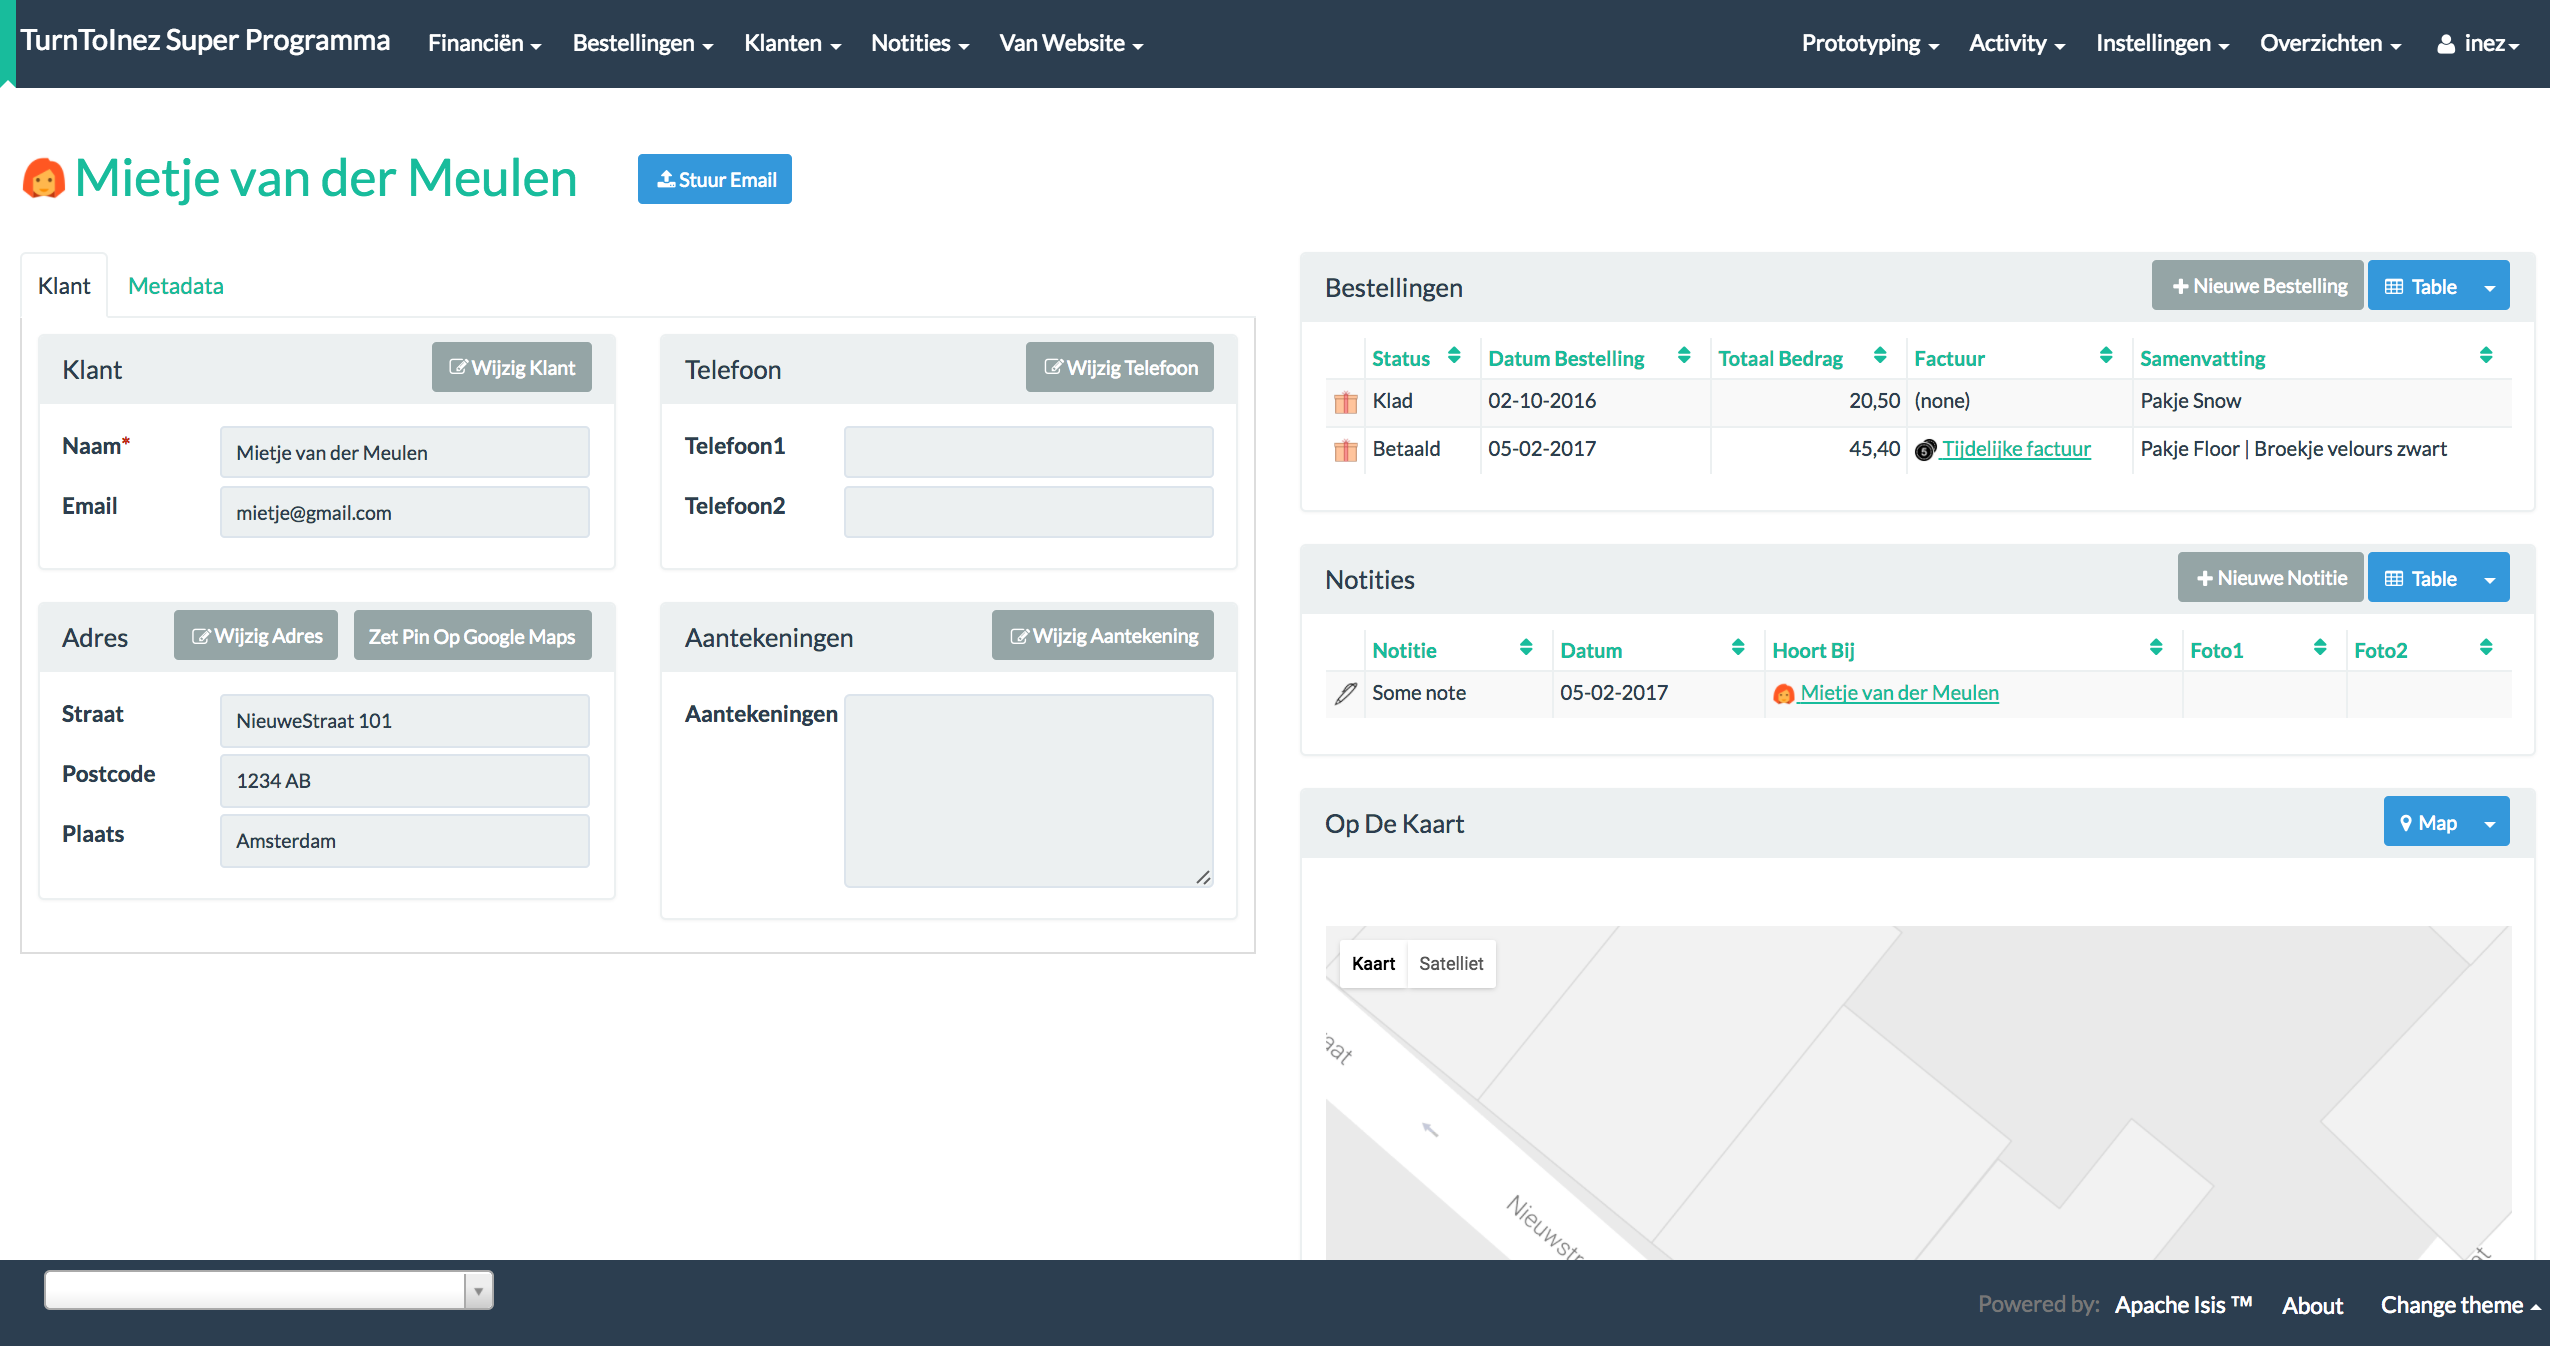 TurnToInez Super Programma Financiën Bestellingen Klanten Notities Van Website Prototyping Activity Instellingen Overzichten inez
Mietje van der Meulen Stuur Email
Klant Metadata
Klant Wijzig Klant
Naam* Mietje van der Meulen
Email mietje@gmail.com
Telefoon Wijzig Telefoon
Telefoon1
Telefoon2
Adres Wijzig Adres Zet Pin Op Google Maps
Straat NieuweStraat 101
Postcode 1234 AB
Plaats Amsterdam
Aantekeningen Wijzig Aantekening
Aantekeningen
Bestellingen Nieuwe Bestelling Table
Status Datum Bestelling Totaal Bedrag Factuur Samenvatting
Klad 02-10-2016 20,50 (none) Pakje Snow
Betaald 05-02-2017 45,40 Tijdelijke factuur Pakje Floor | Broekje velours zwart
Notities Nieuwe Notitie Table
Notitie Datum Hoort Bij Foto1 Foto2
Some note 05-02-2017 Mietje van der Meulen
Op De Kaart Map
Kaart Satelliet
aat
Nieuwstr
at
Powered by: Apache Isis ™ About Change theme